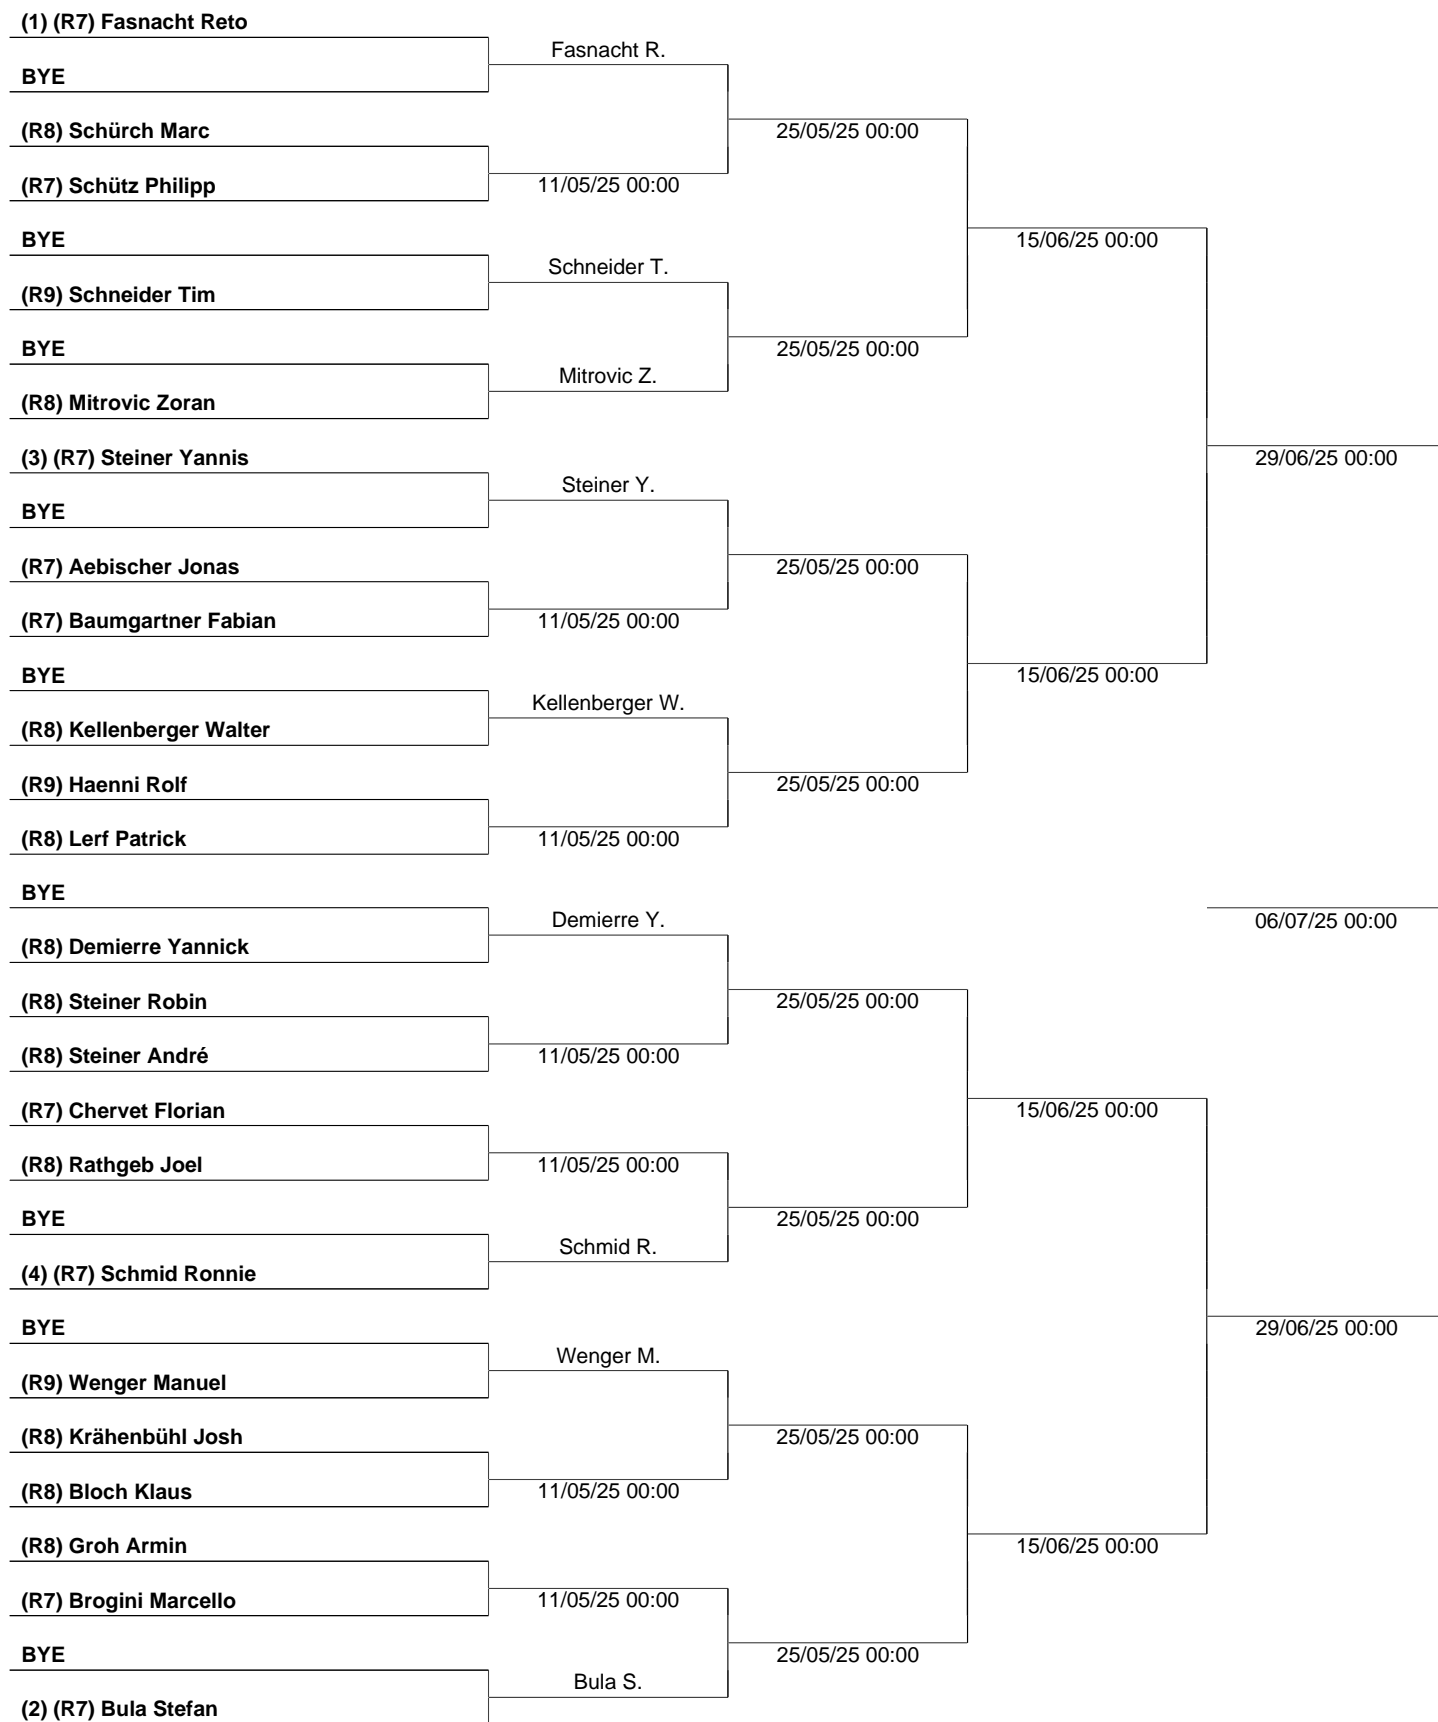 (1) (R7) Fasnacht Reto
Fasnacht R.
BYE
(R8) Schürch Marc
25/05/25 00:00
(R7) Schütz Philipp
11/05/25 00:00
BYE
15/06/25 00:00
Schneider T.
(R9) Schneider Tim
BYE
25/05/25 00:00
Mitrovic Z.
(R8) Mitrovic Zoran
(3) (R7) Steiner Yannis
29/06/25 00:00
Steiner Y.
BYE
(R7) Aebischer Jonas
25/05/25 00:00
(R7) Baumgartner Fabian
11/05/25 00:00
BYE
15/06/25 00:00
Kellenberger W.
(R8) Kellenberger Walter
(R9) Haenni Rolf
25/05/25 00:00
(R8) Lerf Patrick
11/05/25 00:00
BYE
Demierre Y.
06/07/25 00:00
(R8) Demierre Yannick
(R8) Steiner Robin
25/05/25 00:00
(R8) Steiner André
11/05/25 00:00
(R7) Chervet Florian
15/06/25 00:00
(R8) Rathgeb Joel
11/05/25 00:00
BYE
25/05/25 00:00
Schmid R.
(4) (R7) Schmid Ronnie
BYE
29/06/25 00:00
Wenger M.
(R9) Wenger Manuel
(R8) Krähenbühl Josh
25/05/25 00:00
(R8) Bloch Klaus
11/05/25 00:00
(R8) Groh Armin
15/06/25 00:00
(R7) Brogini Marcello
11/05/25 00:00
BYE
25/05/25 00:00
Bula S.
(2) (R7) Bula Stefan